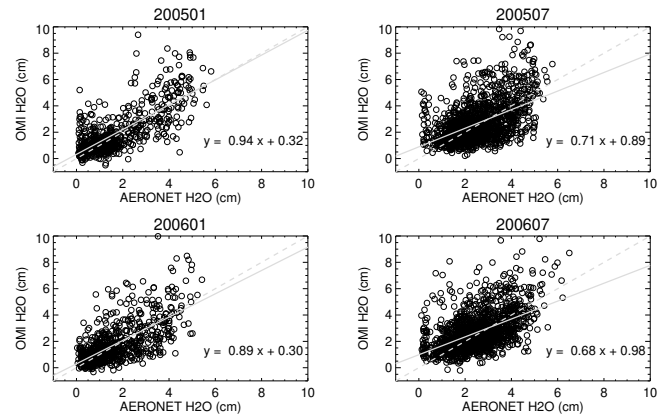 200501
OMI H2O (cm)
10
8
6
4
2
0
y = 0.94 x + 0.32
0 2 4 6 8 10
AERONET H2O (cm)
200507
OMI H2O (cm)
10
8
6
4
2
0
y = 0.71 x + 0.89
0 2 4 6 8 10
AERONET H2O (cm)
200601
OMI H2O (cm)
10
8
6
4
2
0
y = 0.89 x + 0.30
0 2 4 6 8 10
AERONET H2O (cm)
200607
OMI H2O (cm)
10
8
6
4
2
0
y = 0.68 x + 0.98
0 2 4 6 8 10
AERONET H2O (cm)